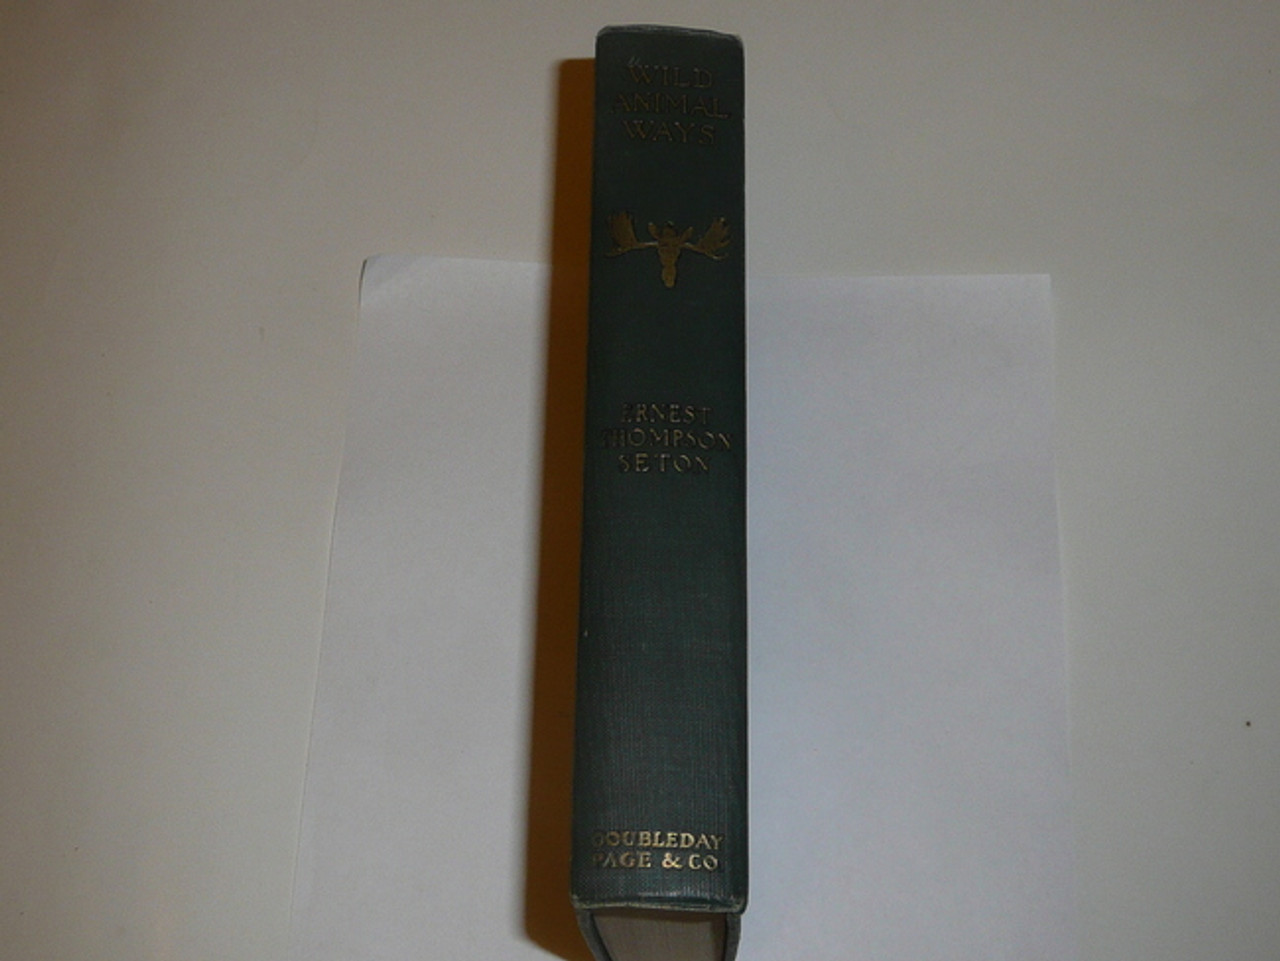 WILD
ANIMAL
WAYS
ERNEST
THOMPSON
SETON
DOUBLEDAY
PAGE & CO.